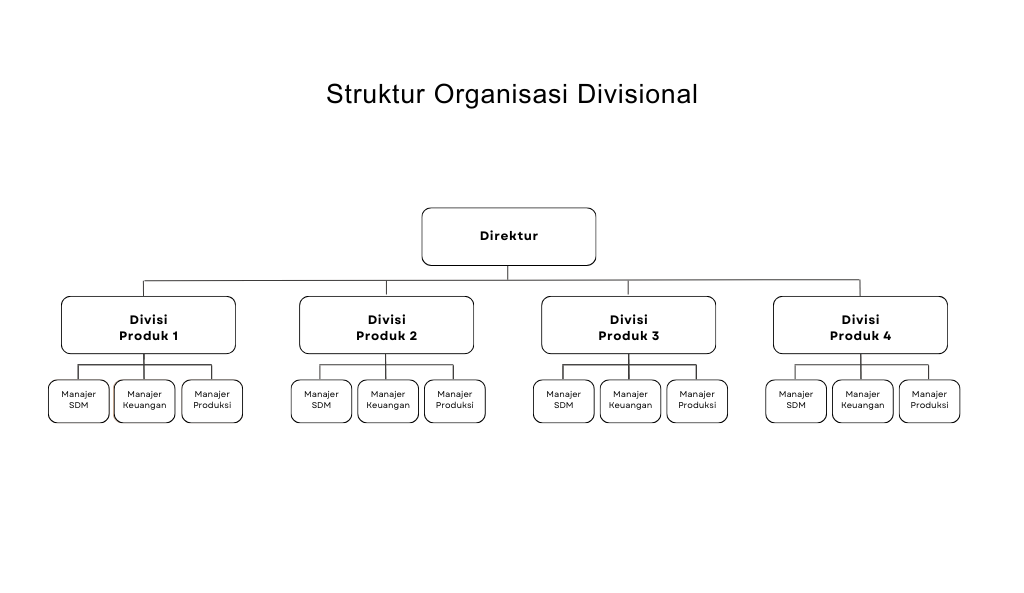 Struktur Organisasi Divisional
Direktur
Divisi
Produk 1
Divisi
Produk 2
Divisi
Produk 3
Divisi
Produk 4
Manajer
SDM
Manajer
Keuangan
Manajer
Produksi
Manajer
SDM
Manajer
Keuangan
Manajer
Produksi
Manajer
SDM
Manajer
Keuangan
Manajer
Produksi
Manajer
SDM
Manajer
Keuangan
Manajer
Produksi